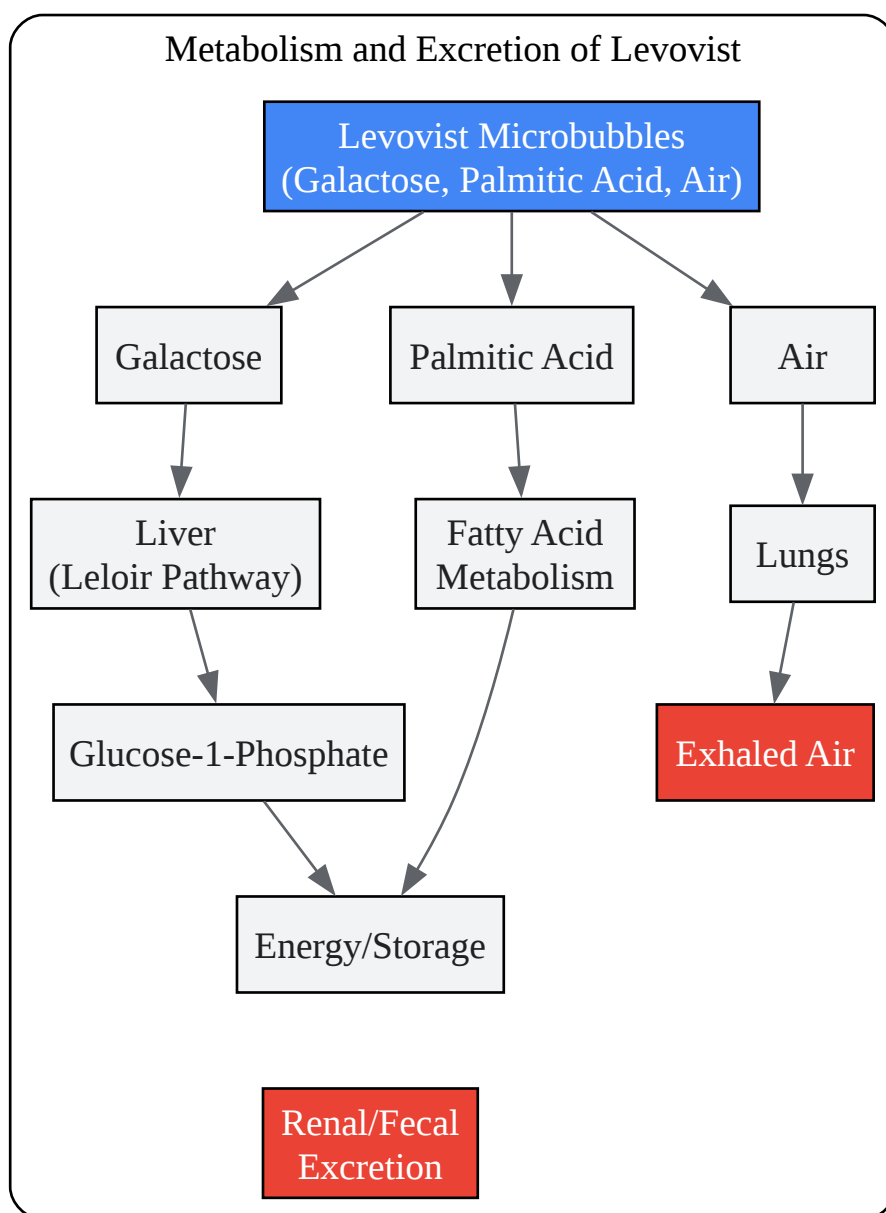 Metabolism and Excretion of Levovist
Levovist Microbubbles
(Galactose, Palmitic Acid, Air)
Galactose
Palmitic Acid
Air
Liver
(Leloir Pathway)
Fatty Acid
Metabolism
Lungs
Glucose-1-Phosphate
Exhaled Air
Energy/Storage
Renal/Fecal
Excretion